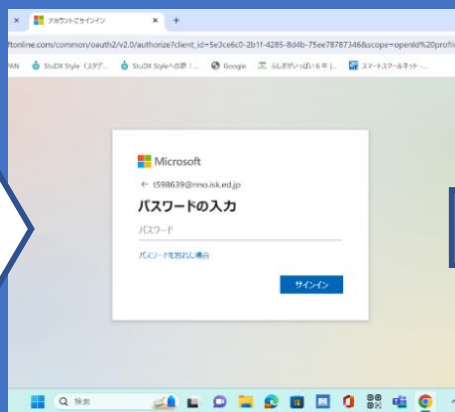 アカウントにサインイン
ftonline.com/common/oauth2/v2.0/authorize?client_id=5e3ce6c0-2b1f-4285-8d4b-75ee78787346&scope=openid%20profil
StuDX Style
Google
Microsoft
← t598639@nno.isk.ed.jp
パスワードの入力
パスワード
パスワードを忘れた場合
サインイン
検索